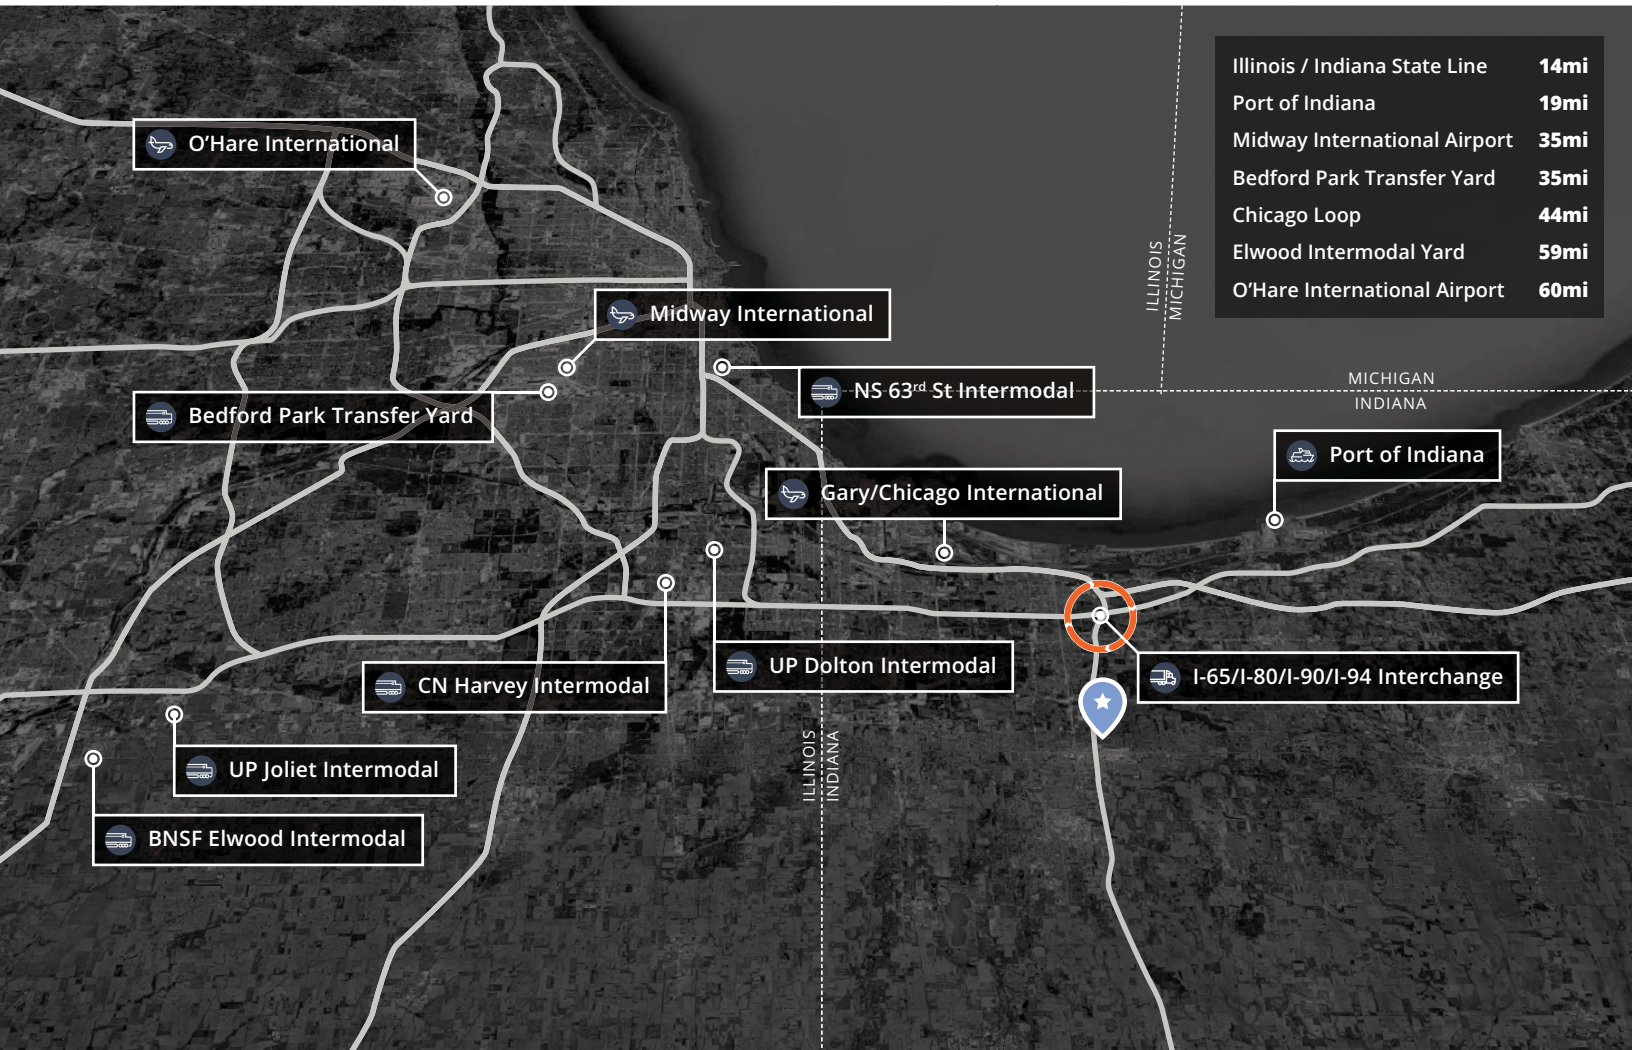 Illinois / Indiana State Line 14mi
Port of Indiana 19mi
Midway International Airport 35mi
Bedford Park Transfer Yard 35mi
Chicago Loop 44mi
Elwood Intermodal Yard 59mi
O’Hare International Airport 60mi
O’Hare International
ILLINOIS
MICHIGAN
Midway International
MICHIGAN
INDIANA
NS 63rd St Intermodal
Bedford Park Transfer Yard
Port of Indiana
Gary/Chicago International
UP Dolton Intermodal
I-65/I-80/I-90/I-94 Interchange
CN Harvey Intermodal
ILLINOIS
INDIANA
UP Joliet Intermodal
BNSF Elwood Intermodal